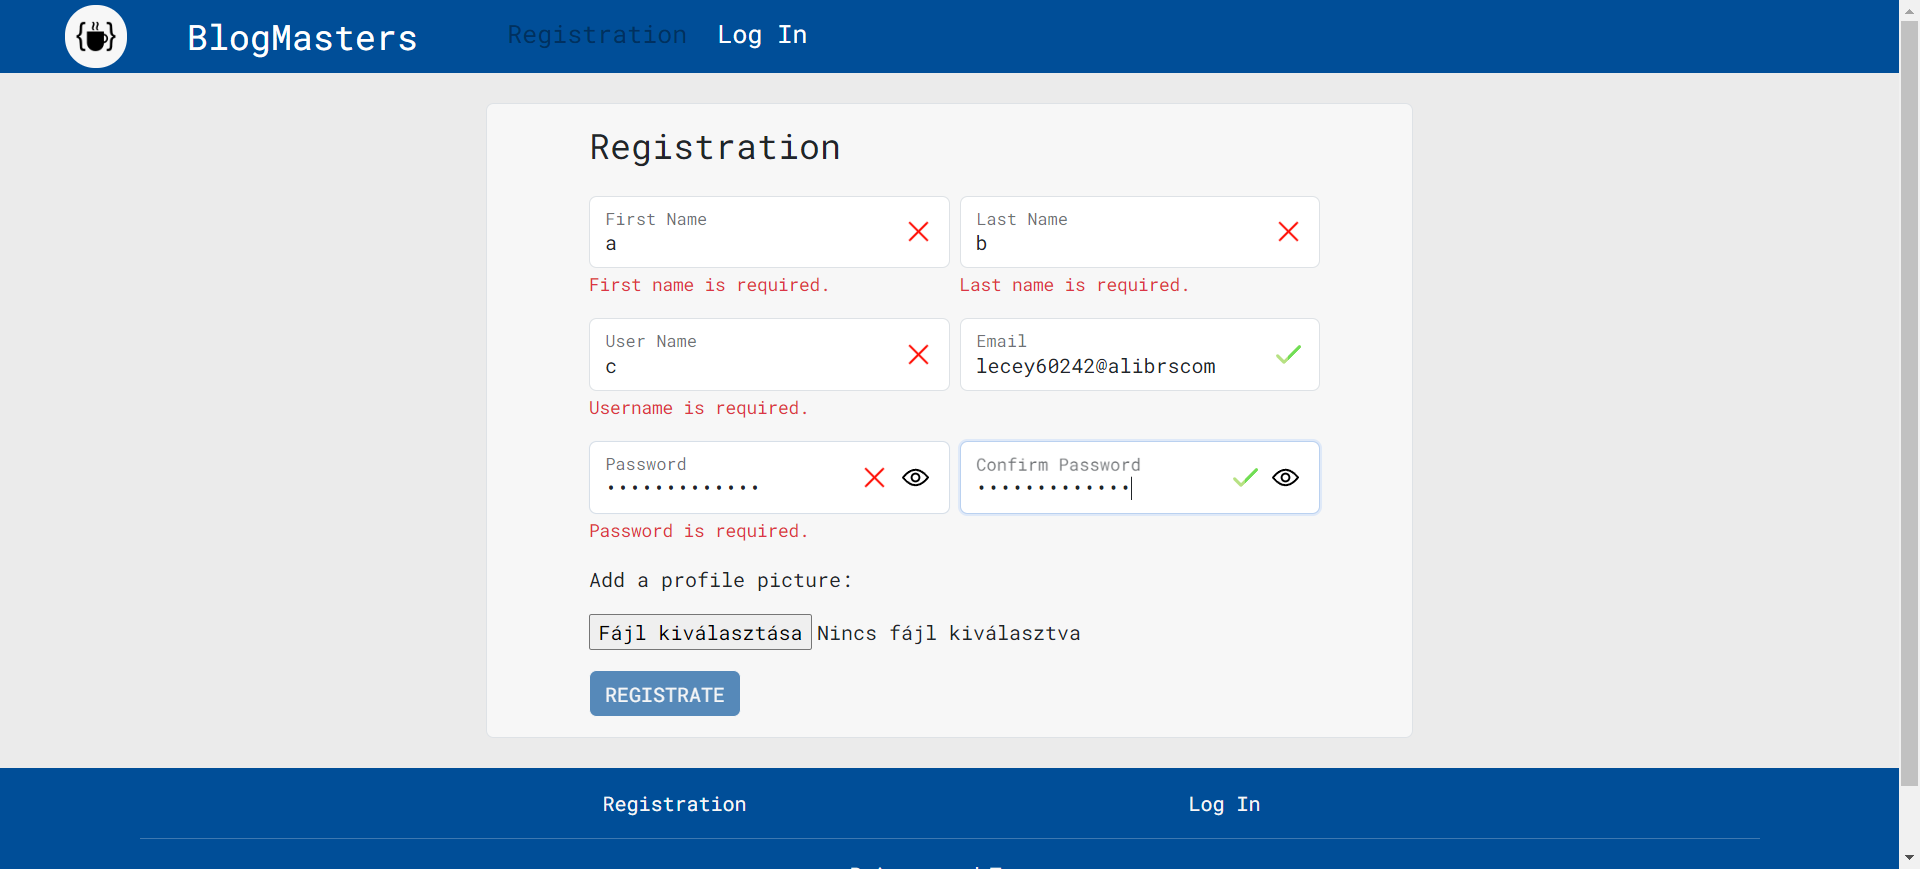 BlogMasters Registration Log In
Registration
First Name Last Name
a b
First name is required. Last name is required.
User Name Email
c lecey60242@alibrscom
Username is required.
Password Confirm Password
Password is required.
Add a profile picture:
Fájl kiválasztása Nincs fájl kiválasztva
REGISTRATE
Registration Log In